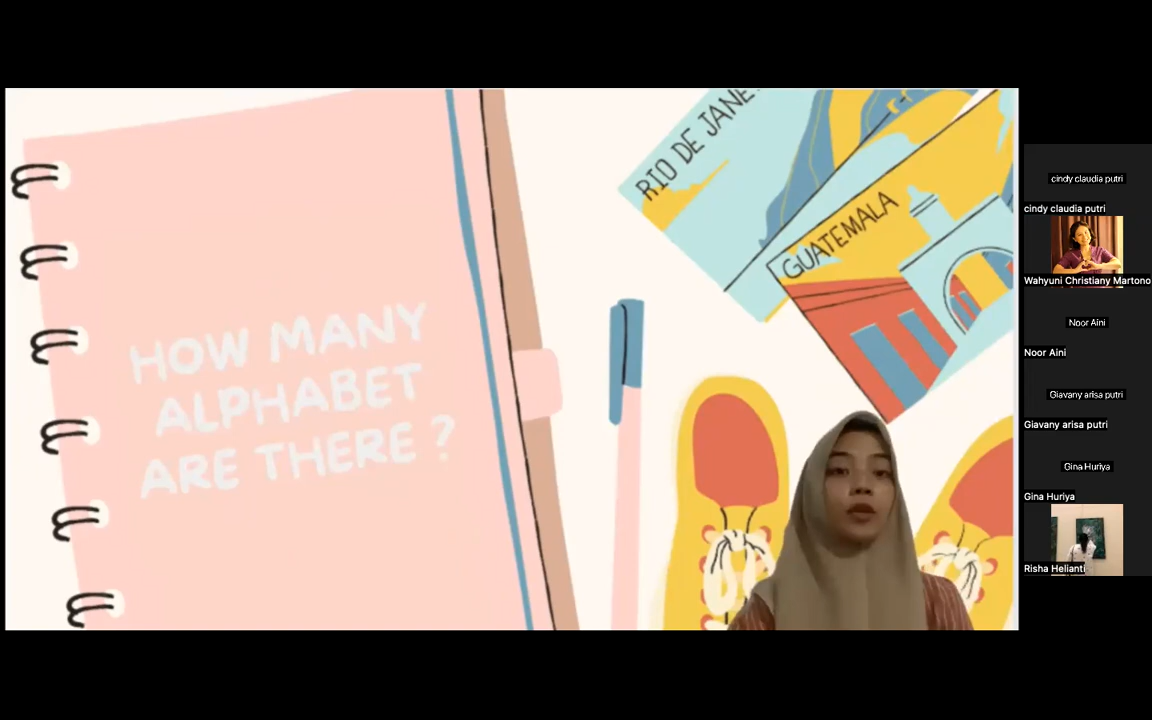 HOW MANY
ALPHABET
ARE THERE ?
RIO DE JANE
GUATEMALA
cindy claudia putri
cindy claudia putri
Wahyuni Christiany Martono
Noor Aini
Noor Aini
Giavany arisa putri
Giavany arisa putri
Gina Huriya
Gina Huriya
Risha Helianti